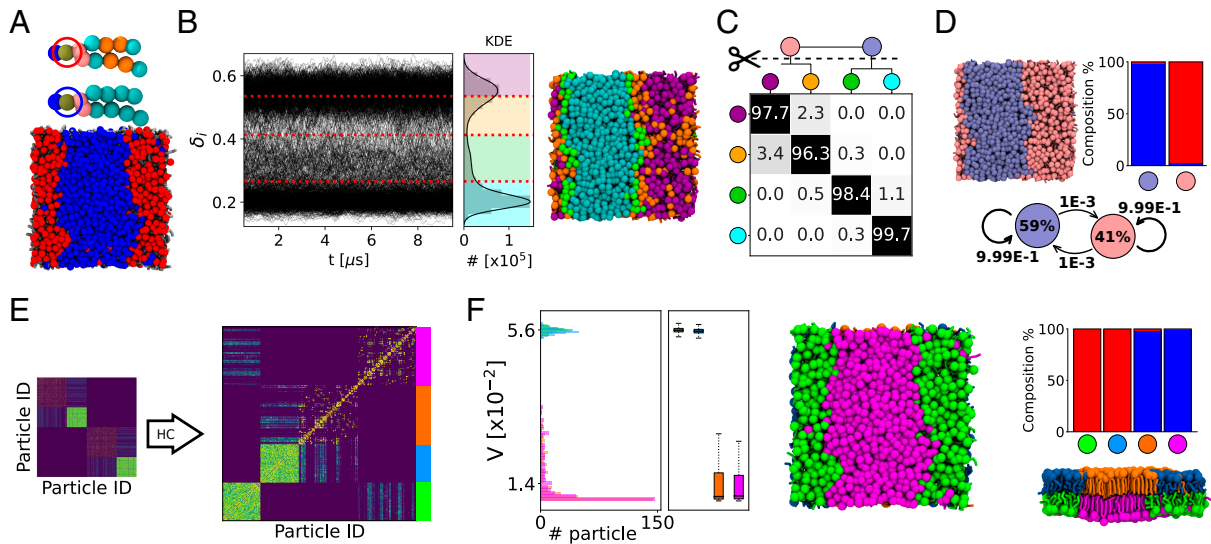 A
B
KDE
0.6
0.4
0.2
δᵢ
2
4
6
8
t [μs]
0
1
# [x10⁵]
C
97.7 2.3 0.0 0.0
3.4 96.3 0.3 0.0
0.0 0.5 98.4 1.1
0.0 0.0 0.3 99.7
D
Composition %
100
50
0
1E-3
9.99E-1
59%
41%
9.99E-1
1E-3
E
Particle ID
Particle ID
HC
Particle ID
F
V [x10⁻²]
5.6
1.4
0
150
# particle
Composition %
100
50
0